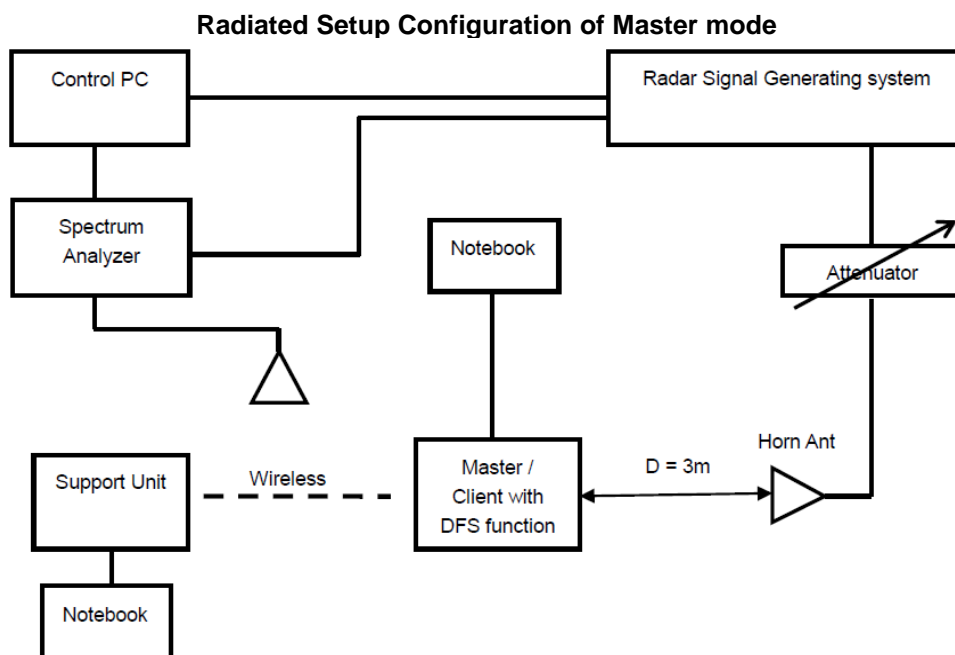 Radiated Setup Configuration of Master mode
Control PC
Radar Signal Generating system
Spectrum
Analyzer
Notebook
Attenuator
Horn Ant
Support Unit
Wireless
Master /
Client with
DFS function
D = 3m
Notebook